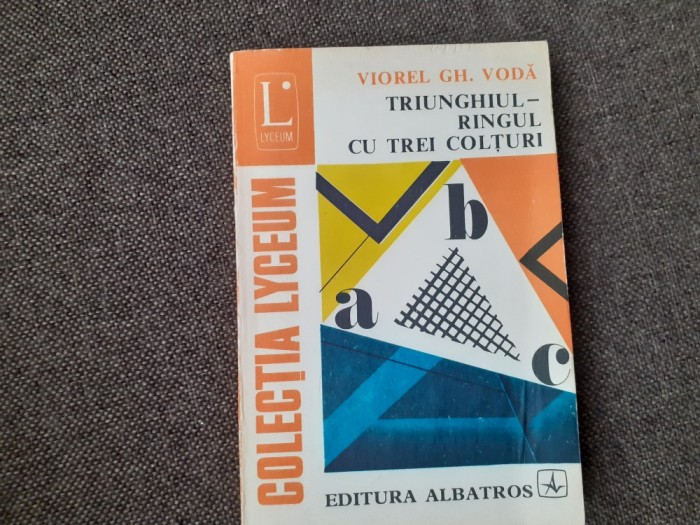 L
LYCEUM
VIOREL GH. VODĂ
TRIUNGHIUL –
RINGUL
CU TREI COLȚURI
COLECȚIA LYCEUM
b
a
c
EDITURA ALBATROS